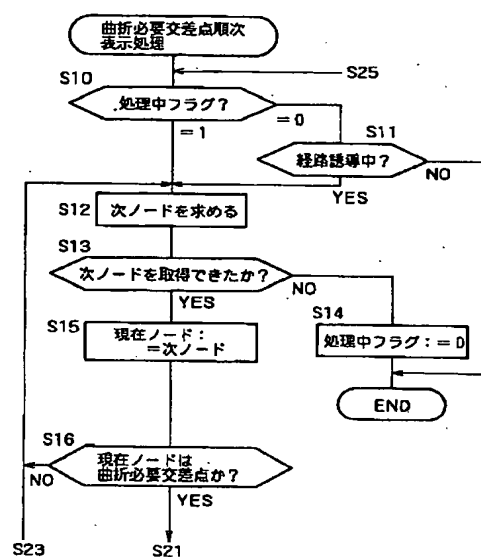 曲折必要交差点順次
表示処理
S25
S10
処理中フラグ？
＝0
＝1
S11
経路誘導中？
NO
YES
S12
次ノードを求める
S13
次ノードを取得できたか？
NO
YES
S14
処理中フラグ：＝0
S15
現在ノード：
＝次ノード
END
S16
現在ノードは
曲折必要交差点か？
NO
YES
S23
S21